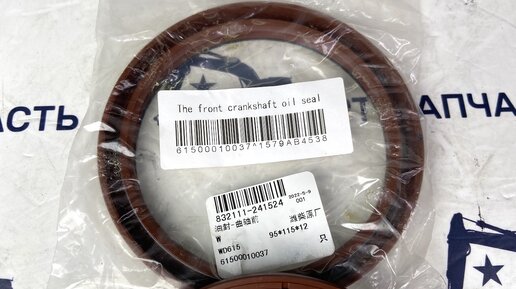 The front crankshaft oil seal
61500010037^1579AB4538
АСТЬ
ЗАПЧА
832111-241524
2022-5-9
001
油封-曲轴前
潍柴原厂
W
95*115*12
WD615
只
61500010037